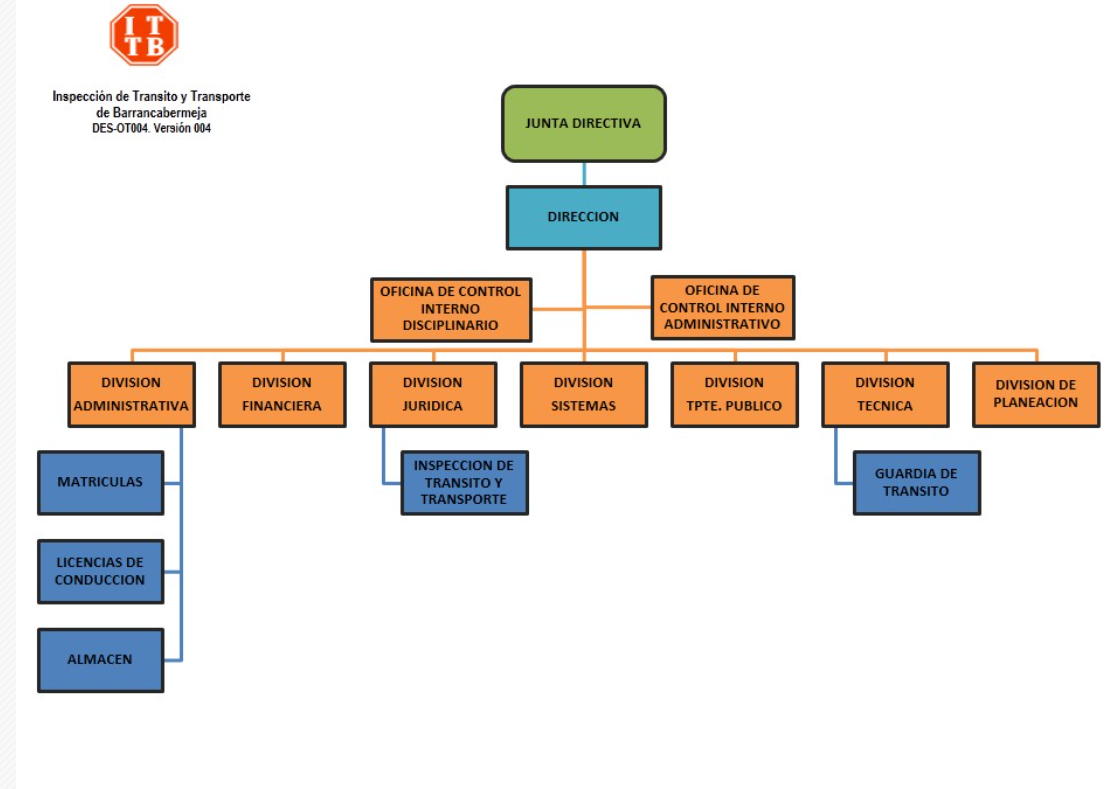 I T
T B
Inspección de Transito y Transporte
de Barrancabermeja
DES-OT004. Versión 004
JUNTA DIRECTIVA
DIRECCION
OFICINA DE CONTROL
INTERNO
DISCIPLINARIO
OFICINA DE
CONTROL INTERNO
ADMINISTRATIVO
DIVISION
ADMINISTRATIVA
DIVISION
FINANCIERA
DIVISION
JURIDICA
DIVISION
SISTEMAS
DIVISION
TPTE. PUBLICO
DIVISION
TECNICA
DIVISION DE
PLANEACION
MATRICULAS
INSPECCION DE
TRANSITO Y
TRANSPORTE
GUARDIA DE
TRANSITO
LICENCIAS DE
CONDUCCION
ALMACEN